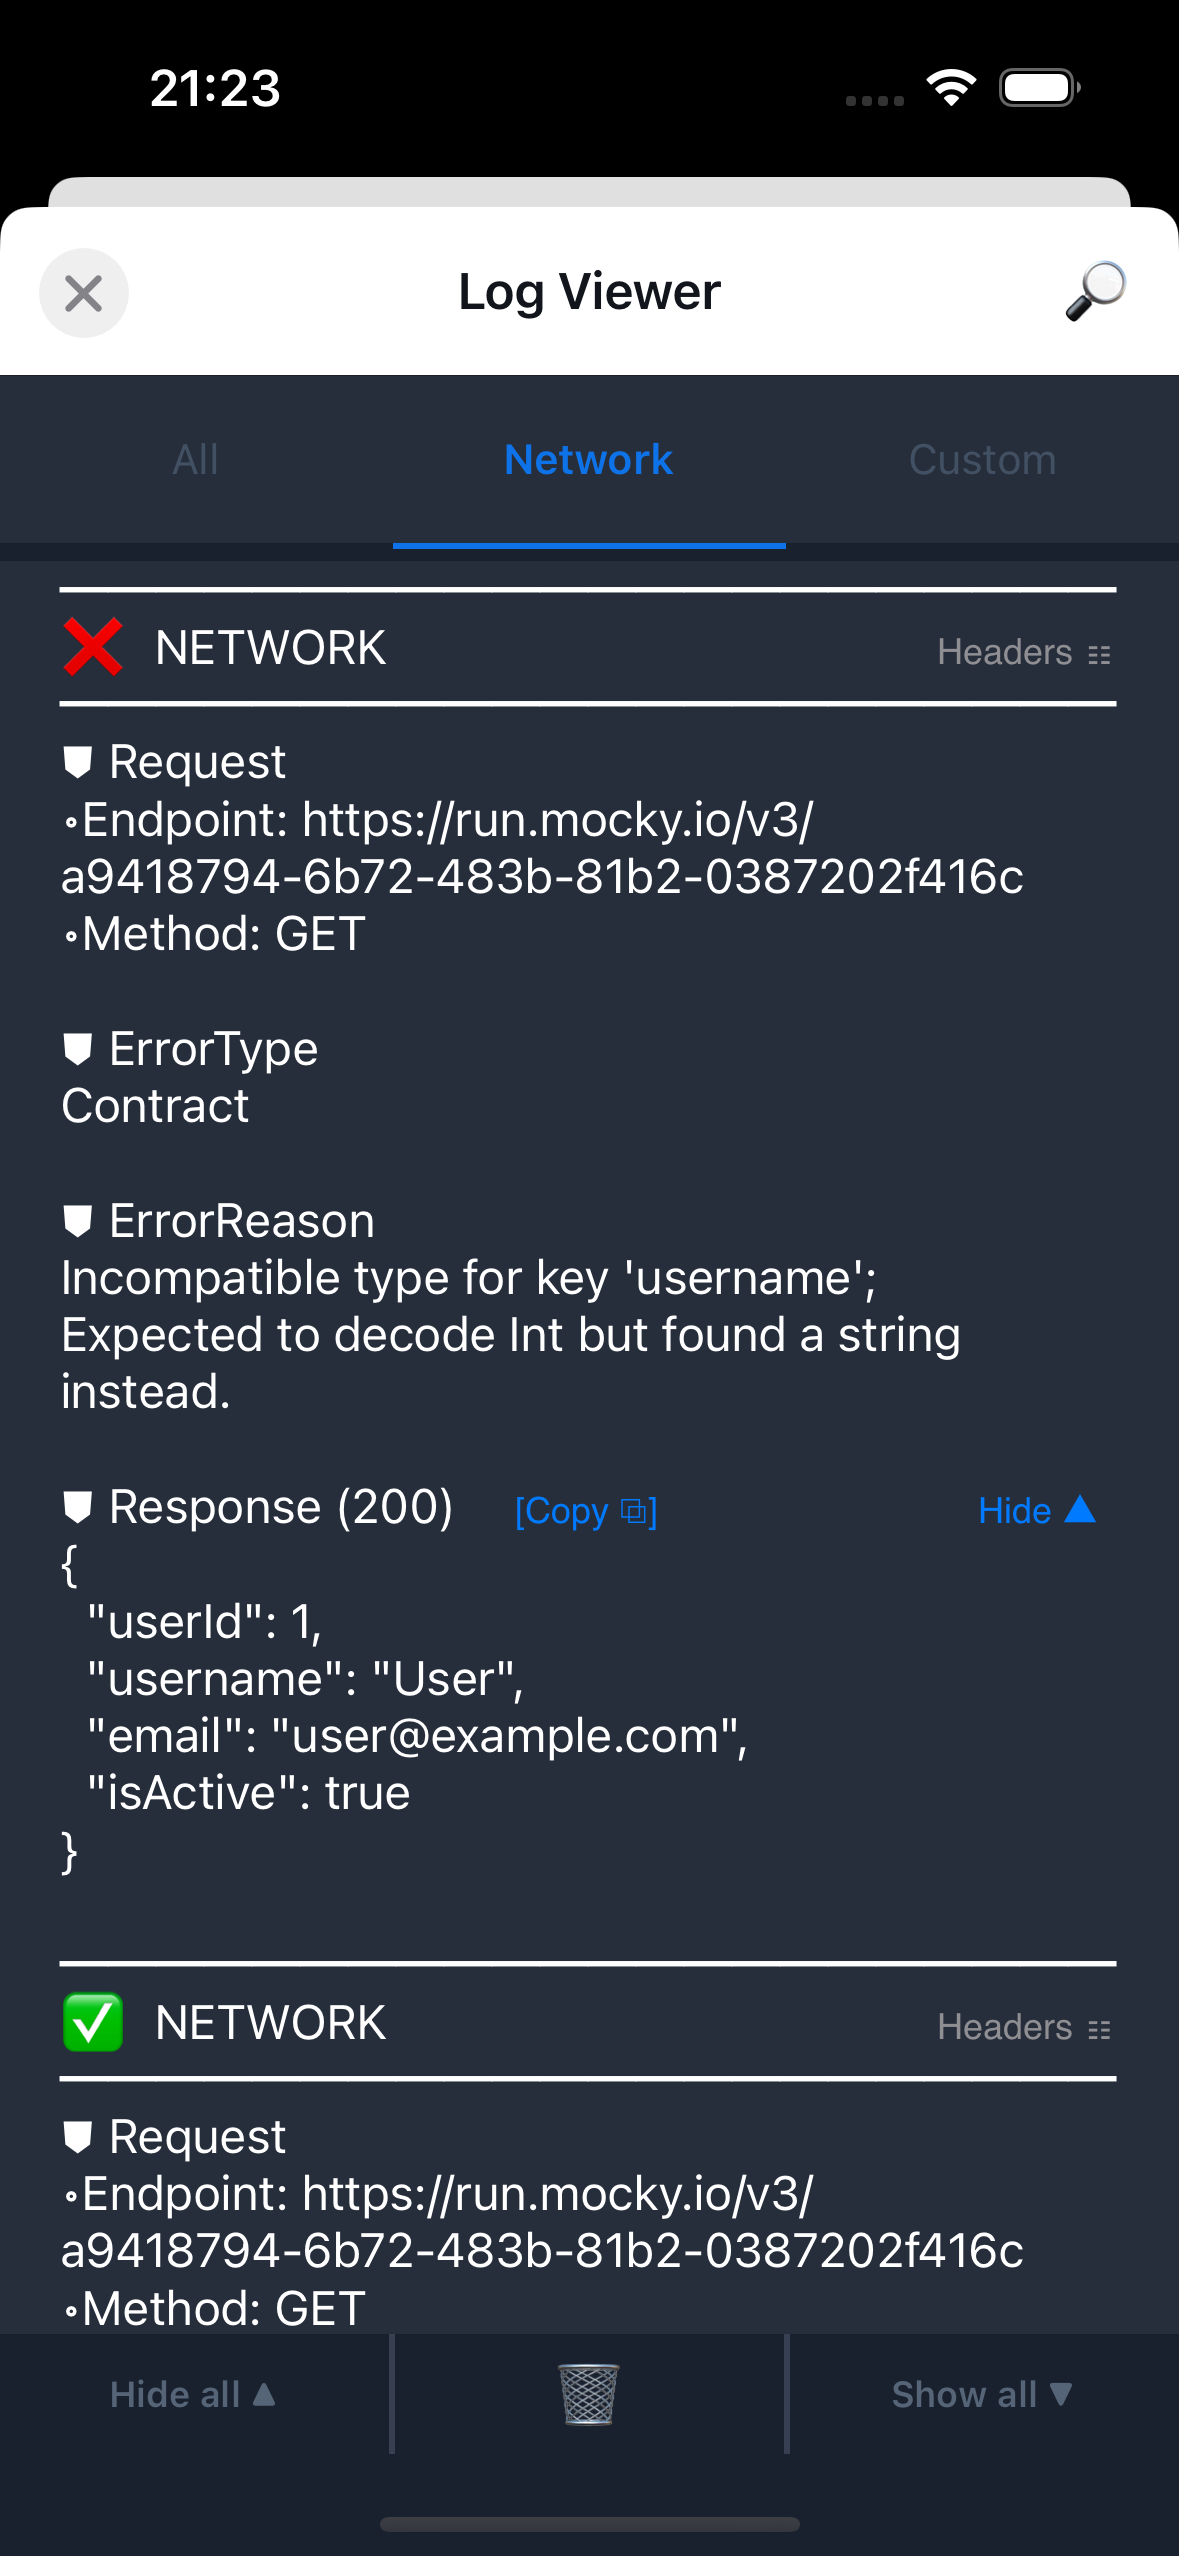 21:23
Log Viewer
All
Network
Custom
❌ NETWORK
Headers
⛊ Request
◦Endpoint: https://run.mocky.io/v3/
a9418794-6b72-483b-81b2-0387202f416c
◦Method: GET
⛊ ErrorType
Contract
⛊ ErrorReason
Incompatible type for key 'username';
Expected to decode Int but found a string
instead.
⛊ Response (200)
[Copy ⧉]
Hide ▲
{
"userId": 1,
"username": "User",
"email": "user@example.com",
"isActive": true
}
✅ NETWORK
Headers
⛊ Request
◦Endpoint: https://run.mocky.io/v3/
a9418794-6b72-483b-81b2-0387202f416c
◦Method: GET
Hide all ▲
Show all ▼